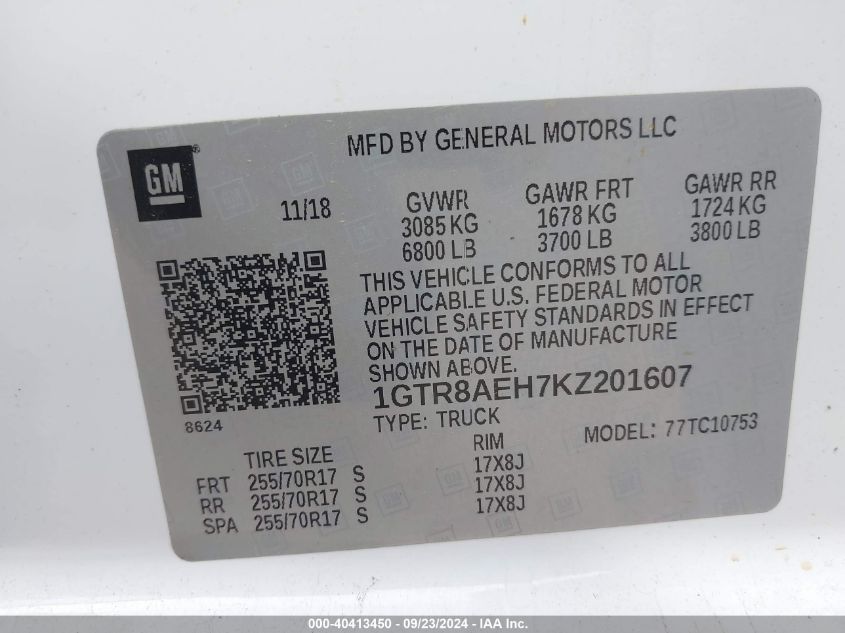 MFD BY GENERAL MOTORS LLC
GM
11/18
GVWR GAWR FRT GAWR RR
3085 KG 1678 KG 1724 KG
6800 LB 3700 LB 3800 LB
THIS VEHICLE CONFORMS TO ALL
APPLICABLE U.S. FEDERAL MOTOR
VEHICLE SAFETY STANDARDS IN EFFECT
ON THE DATE OF MANUFACTURE
SHOWN ABOVE.
1GTR8AEH7KZ201607
8624
TYPE: TRUCK MODEL: 77TC10753
TIRE SIZE RIM
FRT 255/70R17 S 17X8J
RR 255/70R17 S 17X8J
SPA 255/70R17 S 17X8J
000-40413450 - 09/23/2024 - IAA Inc.